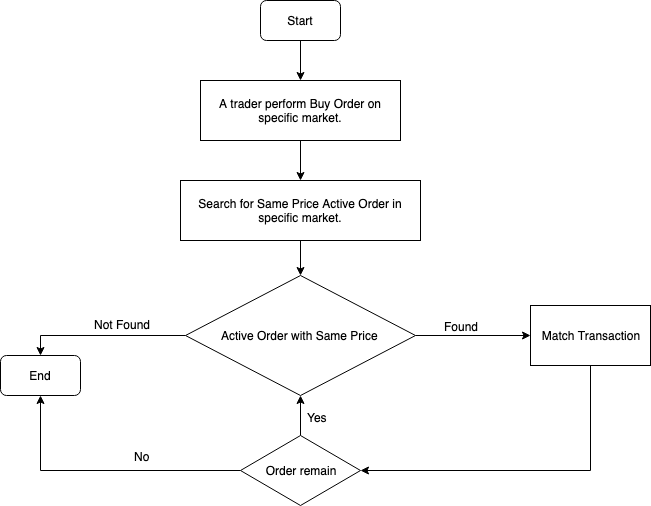 Start
A trader perform Buy Order on
specific market.
Search for Same Price Active Order in
specific market.
Not Found
Active Order with Same Price
Found
Match Transaction
End
Yes
No
Order remain